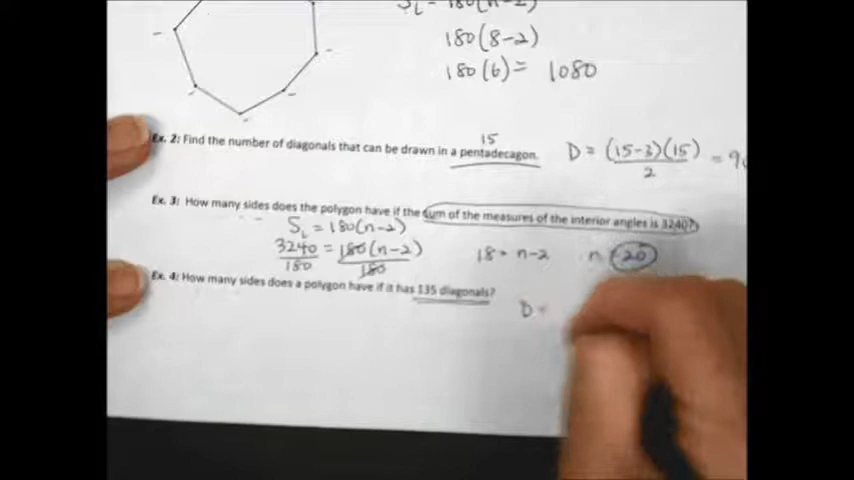 180(n-2)
180(8-2)
180(6) = 1080
15
Ex. 2: Find the number of diagonals that can be drawn in a pentadecagon.
D = (15-3)(15)
2
= 9
Ex. 3: How many sides does the polygon have if the sum of the measures of the interior angles is 3240?
= 180(n-2)
3240 = 180(n-2)
180 180
18 = n-2 n = 20
Ex. 4: How many sides does a polygon have if it has 135 diagonals?
D =